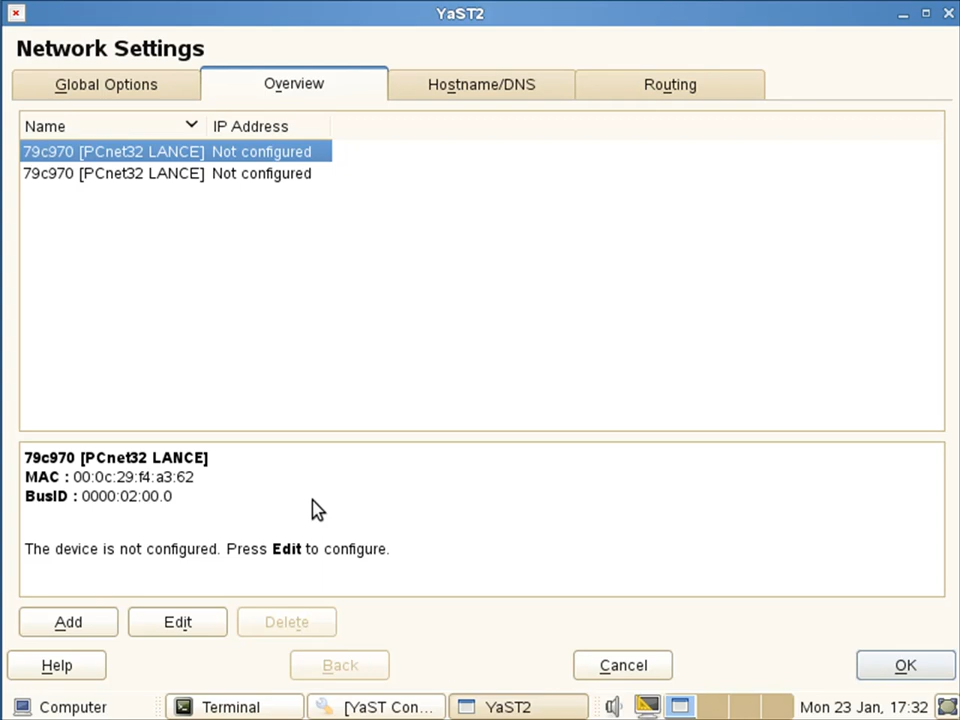 YaST2
Network Settings
Global Options Overview Hostname/DNS Routing
Name IP Address
79c970 [PCnet32 LANCE] Not configured
79c970 [PCnet32 LANCE] Not configured
79c970 [PCnet32 LANCE]
MAC : 00:0c:29:f4:a3:62
BusID : 0000:02:00.0
The device is not configured. Press Edit to configure.
Add Edit Delete
Help Back Cancel OK
Computer Terminal [YaST Con... YaST2 Mon 23 Jan, 17:32